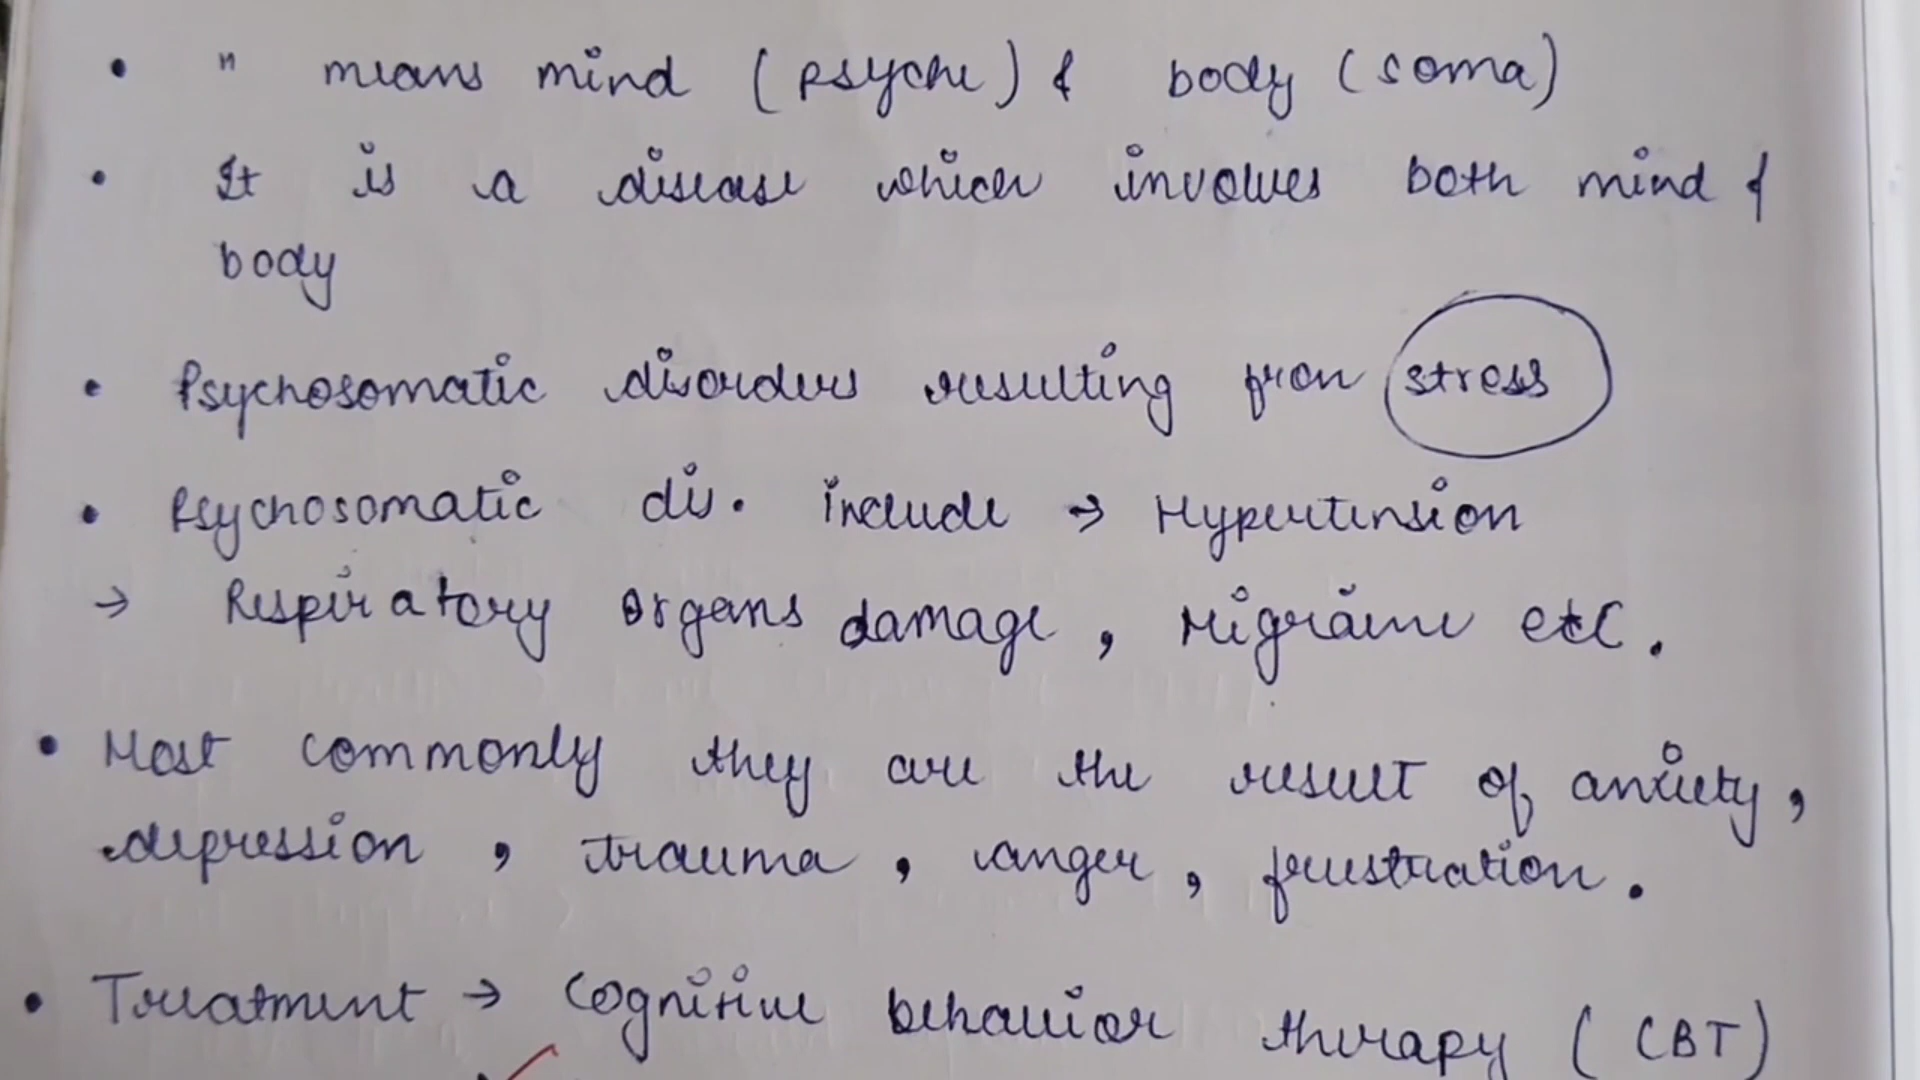 • " means mind (psyche) & body (soma)
• It is a disease which involves both mind &
body
• Psychosomatic disorders resulting from stress
• Psychosomatic dis. include → Hypertension
→ Respiratory organs damage, Migraine etc.
• Most commonly they are the result of anxiety,
depression, trauma, anger, frustration.
• Treatment → Cognitive behavior therapy (CBT)